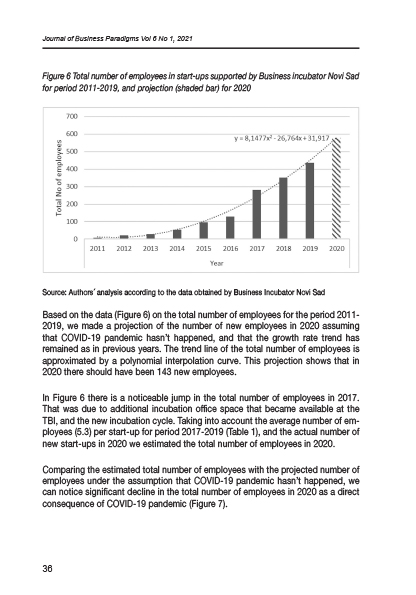 Journal of Business Paradigms Vol 6 No 1, 2021
Figure 6 Total number of employees in start-ups supported by Business incubator Novi Sad
for period 2011-2019, and projection (shaded bar) for 2020
700
600
500
400
300
200
100
0
Total No of employees
y = 8,1477x² - 26,764x + 31,917
2011 2012 2013 2014 2015 2016 2017 2018 2019 2020
Year
Source: Authors´ analysis according to the data obtained by Business Incubator Novi Sad
Based on the data (Figure 6) on the total number of employees for the period 2011-
2019, we made a projection of the number of new employees in 2020 assuming
that COVID-19 pandemic hasn't happened, and that the growth rate trend has
remained as in previous years. The trend line of the total number of employees is
approximated by a polynomial interpolation curve. This projection shows that in
2020 there should have been 143 new employees.
In Figure 6 there is a noticeable jump in the total number of employees in 2017.
That was due to additional incubation office space that became available at the
TBI, and the new incubation cycle. Taking into account the average number of em-
ployees (5.3) per start-up for period 2017-2019 (Table 1), and the actual number of
new start-ups in 2020 we estimated the total number of employees in 2020.
Comparing the estimated total number of employees with the projected number of
employees under the assumption that COVID-19 pandemic hasn't happened, we
can notice significant decline in the total number of employees in 2020 as a direct
consequence of COVID-19 pandemic (Figure 7).
36